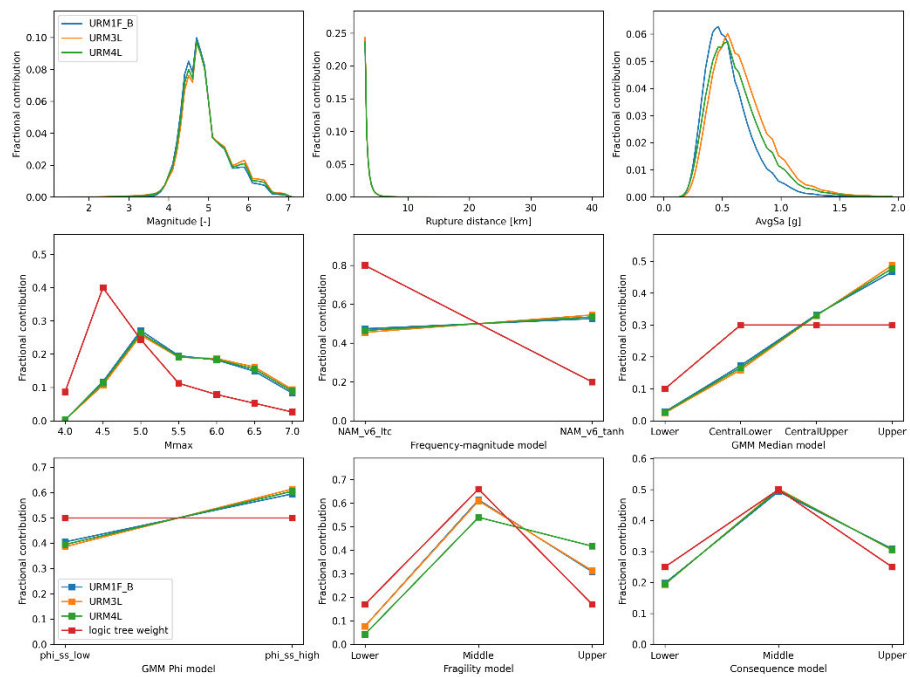 URM1F_B
URM3L
URM4L
Fractional contribution
0.00
0.02
0.04
0.06
0.08
0.10
2
3
4
5
6
7
Magnitude [-]
Fractional contribution
0.00
0.05
0.10
0.15
0.20
0.25
0
10
20
30
40
Rupture distance [km]
Fractional contribution
0.00
0.01
0.02
0.03
0.04
0.05
0.06
0.0
0.5
1.0
1.5
2.0
AvgSa [g]
Fractional contribution
0.0
0.1
0.2
0.3
0.4
0.5
4.0
4.5
5.0
5.5
6.0
6.5
7.0
Mmax
Fractional contribution
0.0
0.2
0.4
0.6
0.8
NAM_v6_ltc
NAM_v6_tanh
Frequency-magnitude model
Fractional contribution
0.0
0.1
0.2
0.3
0.4
0.5
Lower
CentralLower
CentralUpper
Upper
GMM Median model
Fractional contribution
0.0
0.1
0.2
0.3
0.4
0.5
0.6
0.7
URM1F_B
URM3L
URM4L
logic tree weight
phi_ss_low
phi_ss_high
GMM Phi model
Fractional contribution
0.0
0.1
0.2
0.3
0.4
0.5
0.6
0.7
0.8
Lower
Middle
Upper
Fragility model
Fractional contribution
0.0
0.1
0.2
0.3
0.4
0.5
0.6
Lower
Middle
Upper
Consequence model